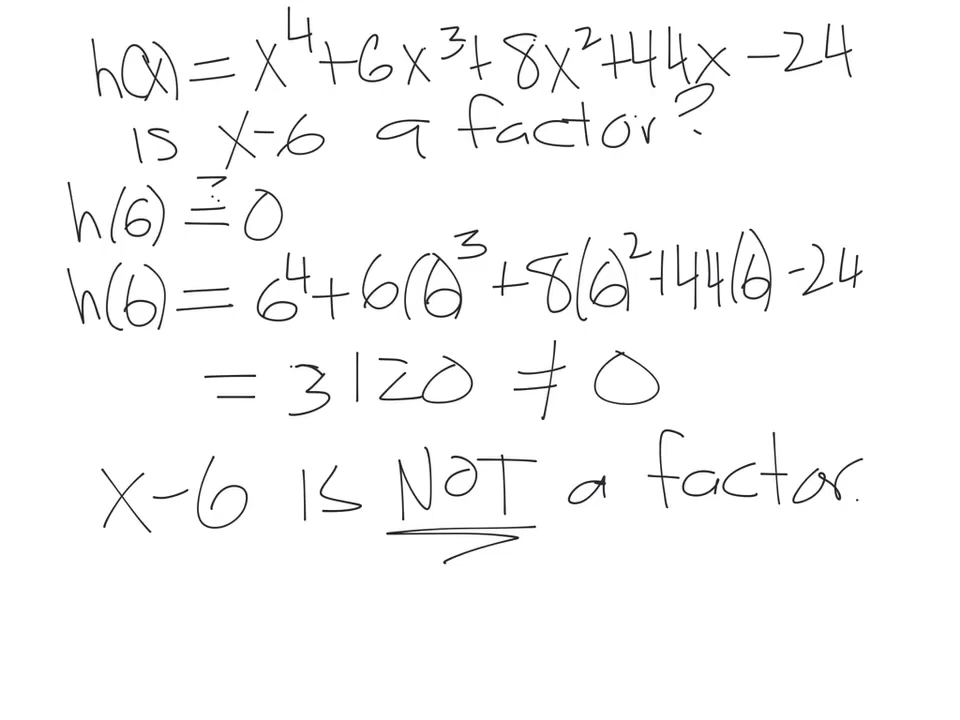 h(x) = x⁴+6x³+8x²+44x-24
is x-6 a factor?
h(6) ≟ 0
h(6) = 6⁴+6(6)³+8(6)²+44(6)-24
= 3120 ≠ 0
x-6 is NOT a factor.